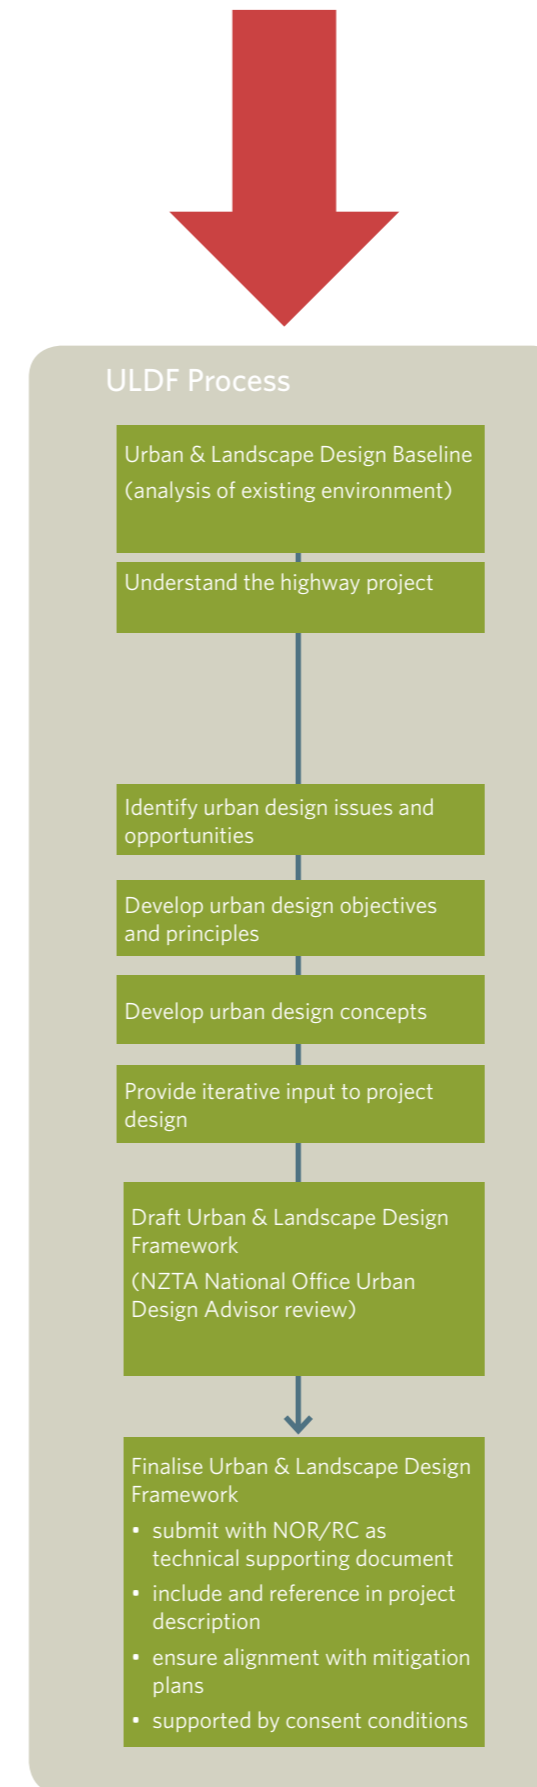 ULDF Process
Urban & Landscape Design Baseline
(analysis of existing environment)
Understand the highway project
Identify urban design issues and
opportunities
Develop urban design objectives
and principles
Develop urban design concepts
Provide iterative input to project
design
Draft Urban & Landscape Design
Framework
(NZTA National Office Urban
Design Advisor review)
Finalise Urban & Landscape Design
Framework
• submit with NOR/RC as
technical supporting document
• include and reference in project
description
• ensure alignment with mitigation
plans
• supported by consent conditions